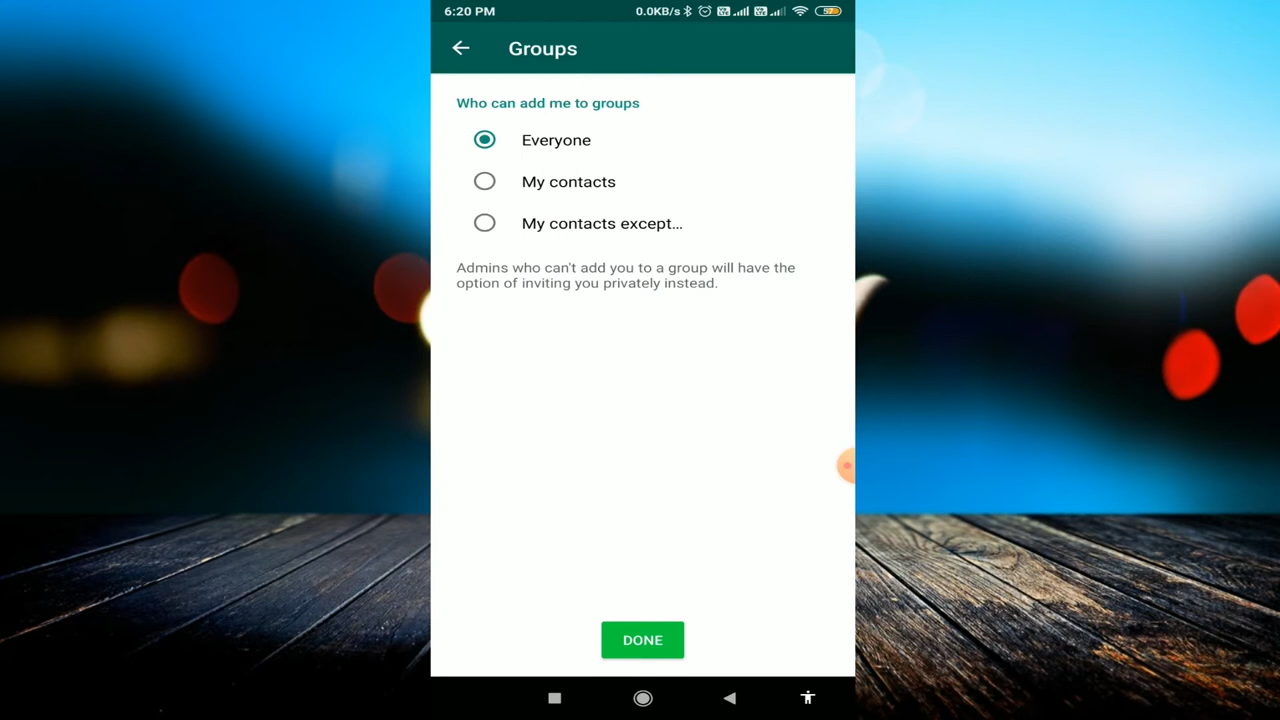 6:20 PM 0.0KB/s 57
Groups
Who can add me to groups
Everyone
My contacts
My contacts except...
Admins who can't add you to a group will have the
option of inviting you privately instead.
DONE